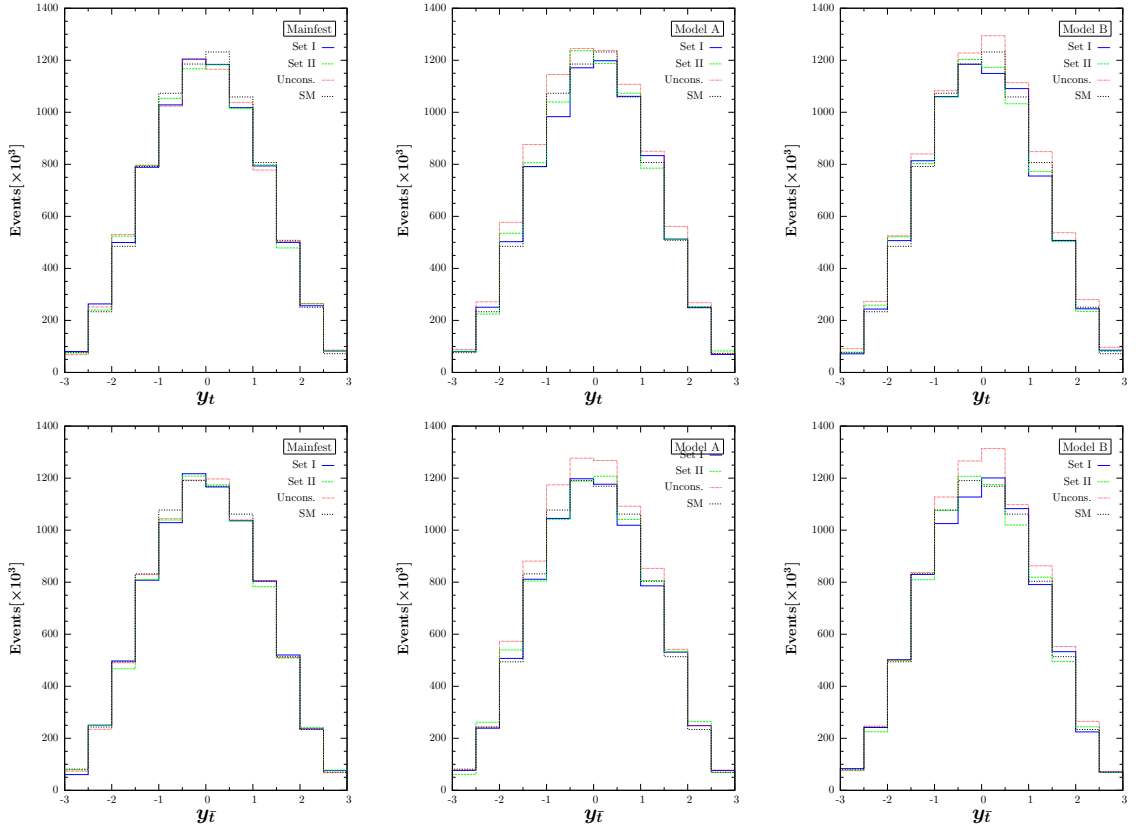 Mainfest
Set I
Set II
Uncons.
SM
Events[×10³]
1400
1200
1000
800
600
400
200
0
-3 -2 -1 0 1 2 3
y_t
Model A
Set I
Set II
Uncons.
SM
Events[×10³]
1400
1200
1000
800
600
400
200
0
-3 -2 -1 0 1 2 3
y_t
Model B
Set I
Set II
Uncons.
SM
Events[×10³]
1400
1200
1000
800
600
400
200
0
-3 -2 -1 0 1 2 3
y_t
Mainfest
Set I
Set II
Uncons.
SM
Events[×10³]
1400
1200
1000
800
600
400
200
0
-3 -2 -1 0 1 2 3
y_t̄
Model A
Set I
Set II
Uncons.
SM
Events[×10³]
1400
1200
1000
800
600
400
200
0
-3 -2 -1 0 1 2 3
y_t̄
Model B
Set I
Set II
Uncons.
SM
Events[×10³]
1400
1200
1000
800
600
400
200
0
-3 -2 -1 0 1 2 3
y_t̄